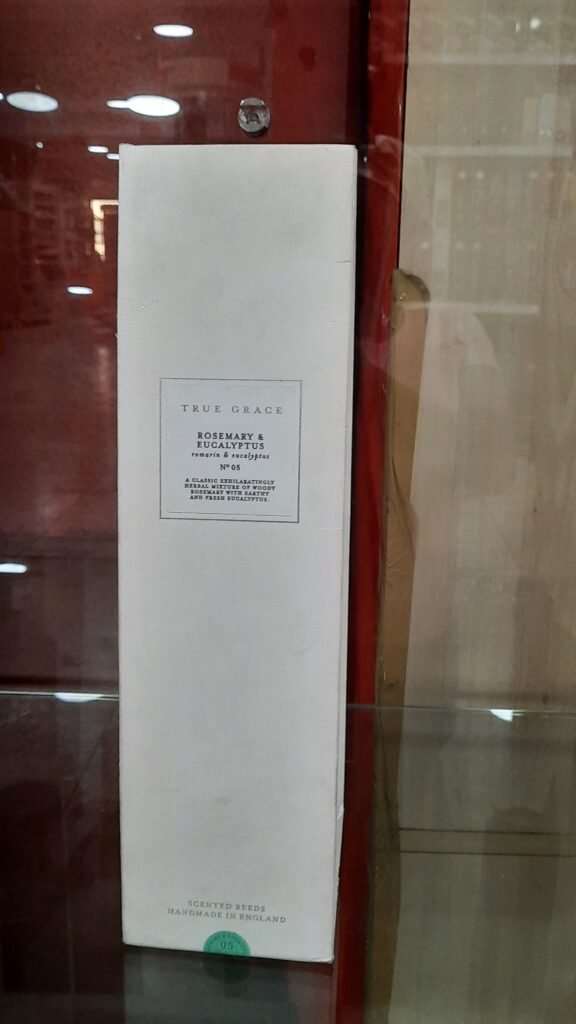 TRUE GRACE
ROSEMARY &
EUCALYPTUS
romarin & eucalyptus
Nº 05
A CLASSIC EXHILARATINGLY
HERBAL MIXTURE OF WOODY
ROSEMARY WITH EARTHY
AND FRESH EUCALYPTUS.
SCENTED REEDS
HANDMADE IN ENGLAND
05